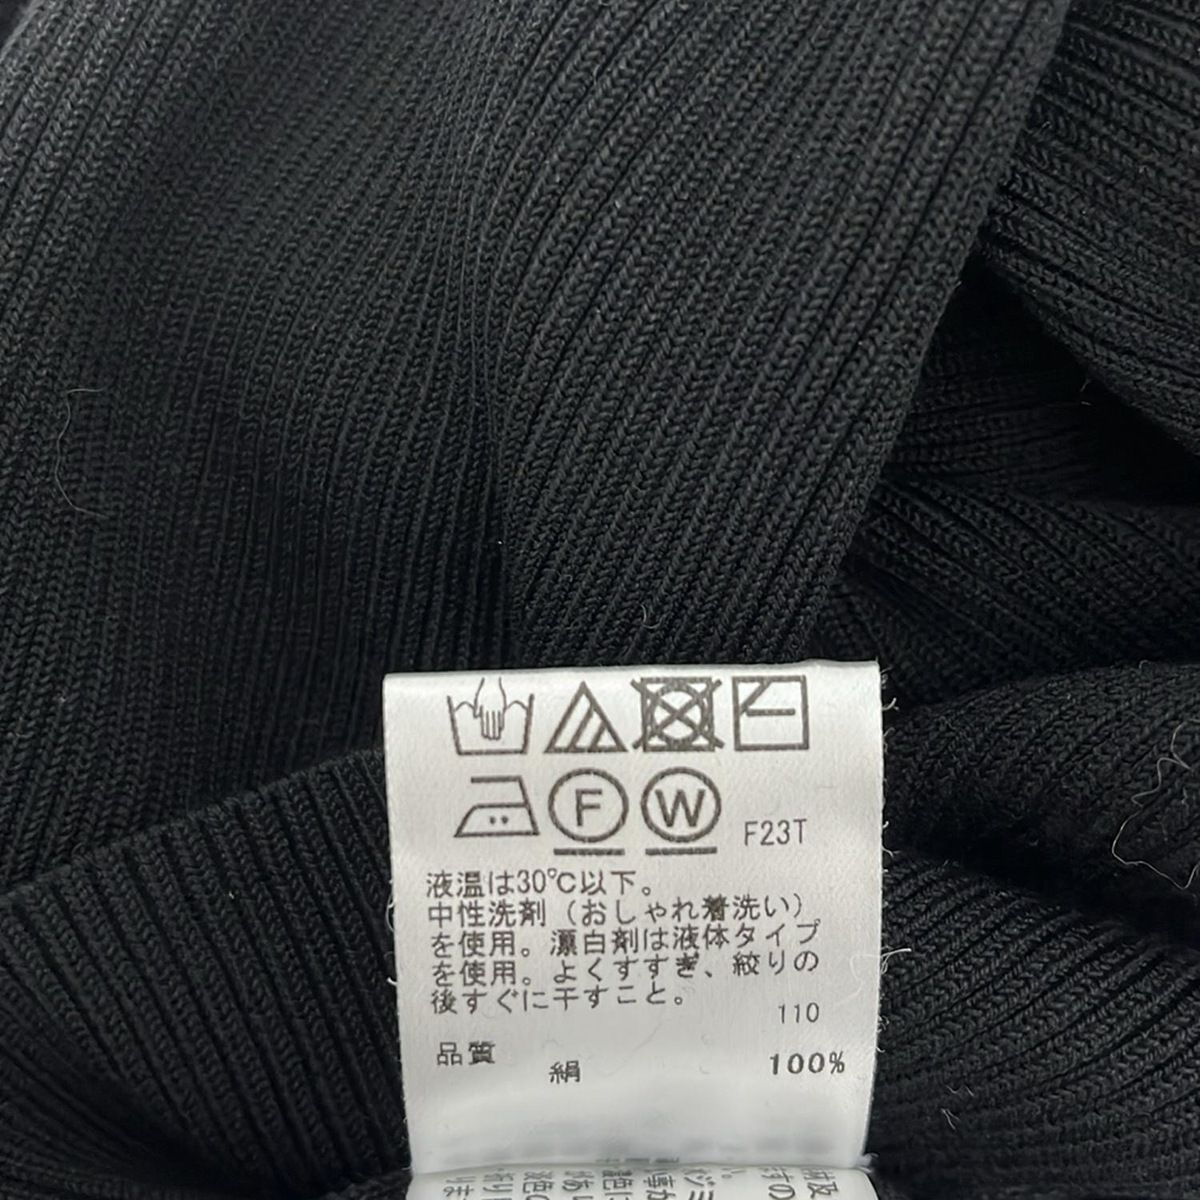 F
W
F23T
液温は30℃以下。
中性洗剤（おしゃれ着洗い）
を使用。漂白剤は液体タイプ
を使用。よくすすぎ、絞りの
後すぐに干すこと。
110
品質
絹 100%